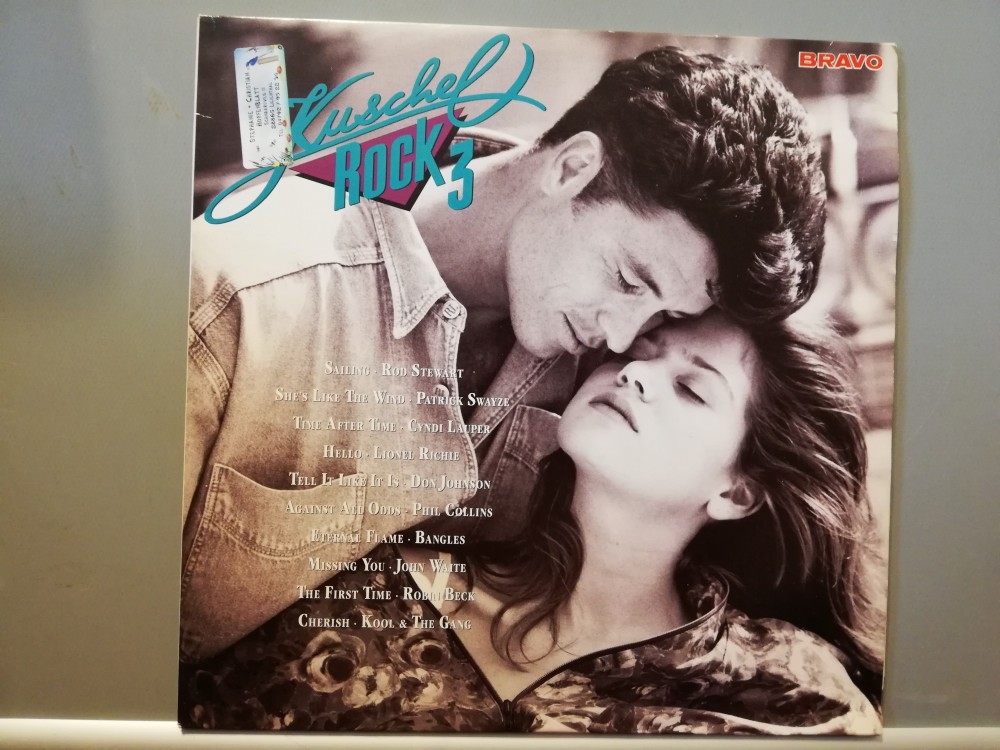 BRAVO
Kuschel
ROCK 3
STEPHANIE + CHRISTIAN
SAILING · ROD STEWART
SHE'S LIKE THE WIND · PATRICK SWAYZE
TIME AFTER TIME · CYNDI LAUPER
HELLO · LIONEL RICHIE
TELL IT LIKE IT IS · DON JOHNSON
AGAINST ALL ODDS · PHIL COLLINS
ETERNAL FLAME · BANGLES
MISSING YOU · JOHN WAITE
THE FIRST TIME · ROBIN BECK
CHERISH · KOOL & THE GANG